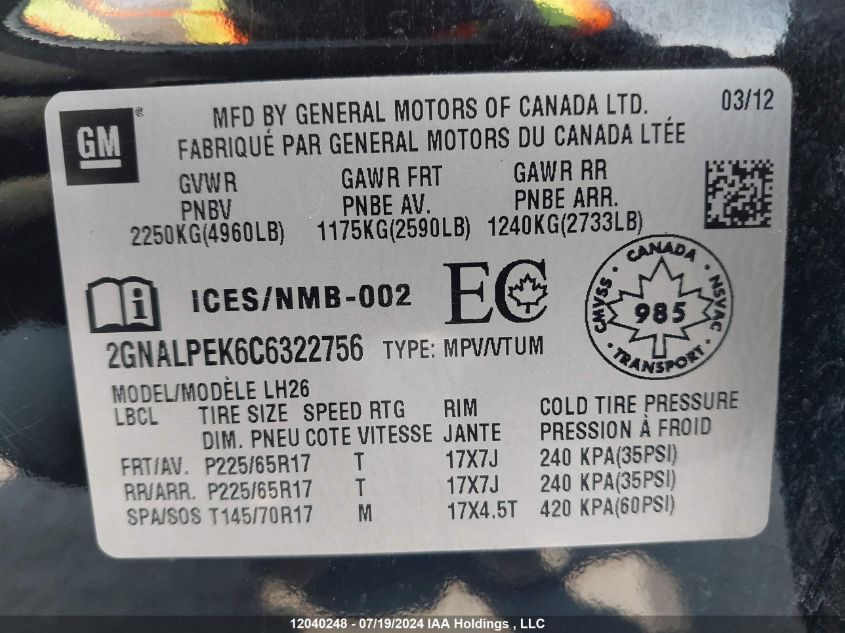 GM ®
MFD BY GENERAL MOTORS OF CANADA LTD. 03/12
FABRIQUÉ PAR GENERAL MOTORS DU CANADA LTÉE
GVWR GAWR FRT GAWR RR
PNBV PNBE AV. PNBE ARR.
2250KG(4960LB) 1175KG(2590LB) 1240KG(2733LB)
i ICES/NMB-002 EC
CANADA
CMVSS 985 NSVAC
TRANSPORT
2GNALPEK6C6322756 TYPE: MPV/VTUM
MODEL/MODÈLE LH26
LBCL TIRE SIZE SPEED RTG RIM COLD TIRE PRESSURE
DIM. PNEU COTE VITESSE JANTE PRESSION À FROID
FRT/AV. P225/65R17 T 17X7J 240 KPA(35PSI)
RR/ARR. P225/65R17 T 17X7J 240 KPA(35PSI)
SPA/SOS T145/70R17 M 17X4.5T 420 KPA(60PSI)
12040248 - 07/19/2024 IAA Holdings , LLC